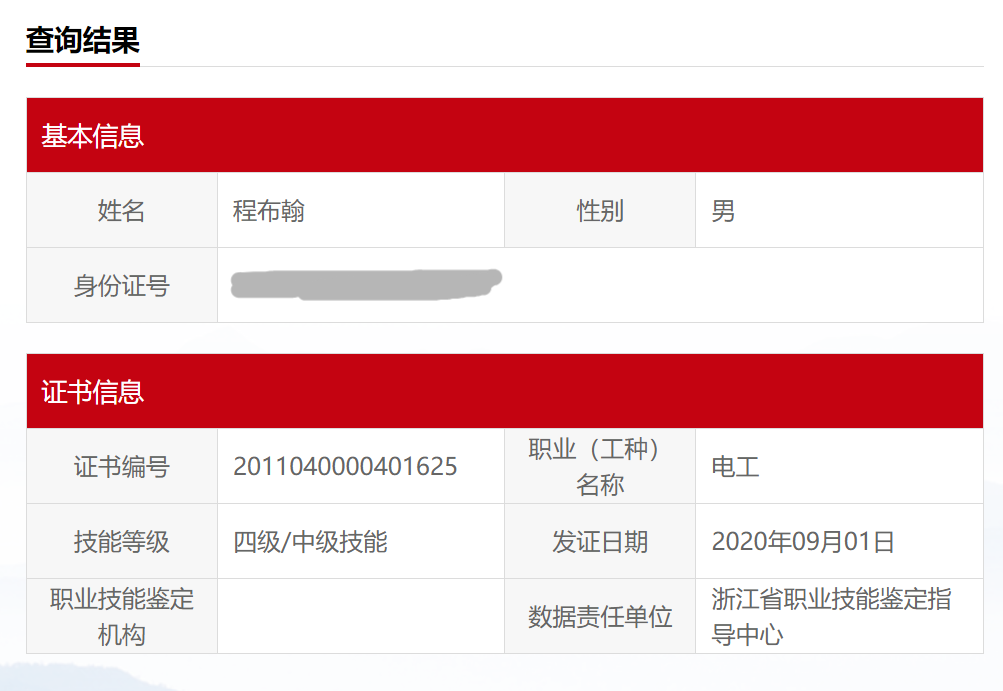 查询结果
基本信息
姓名 程布翰 性别 男
身份证号
证书信息
证书编号 2011040000401625 职业（工种）名称 电工
技能等级 四级/中级技能 发证日期 2020年09月01日
职业技能鉴定机构 数据责任单位 浙江省职业技能鉴定指导中心